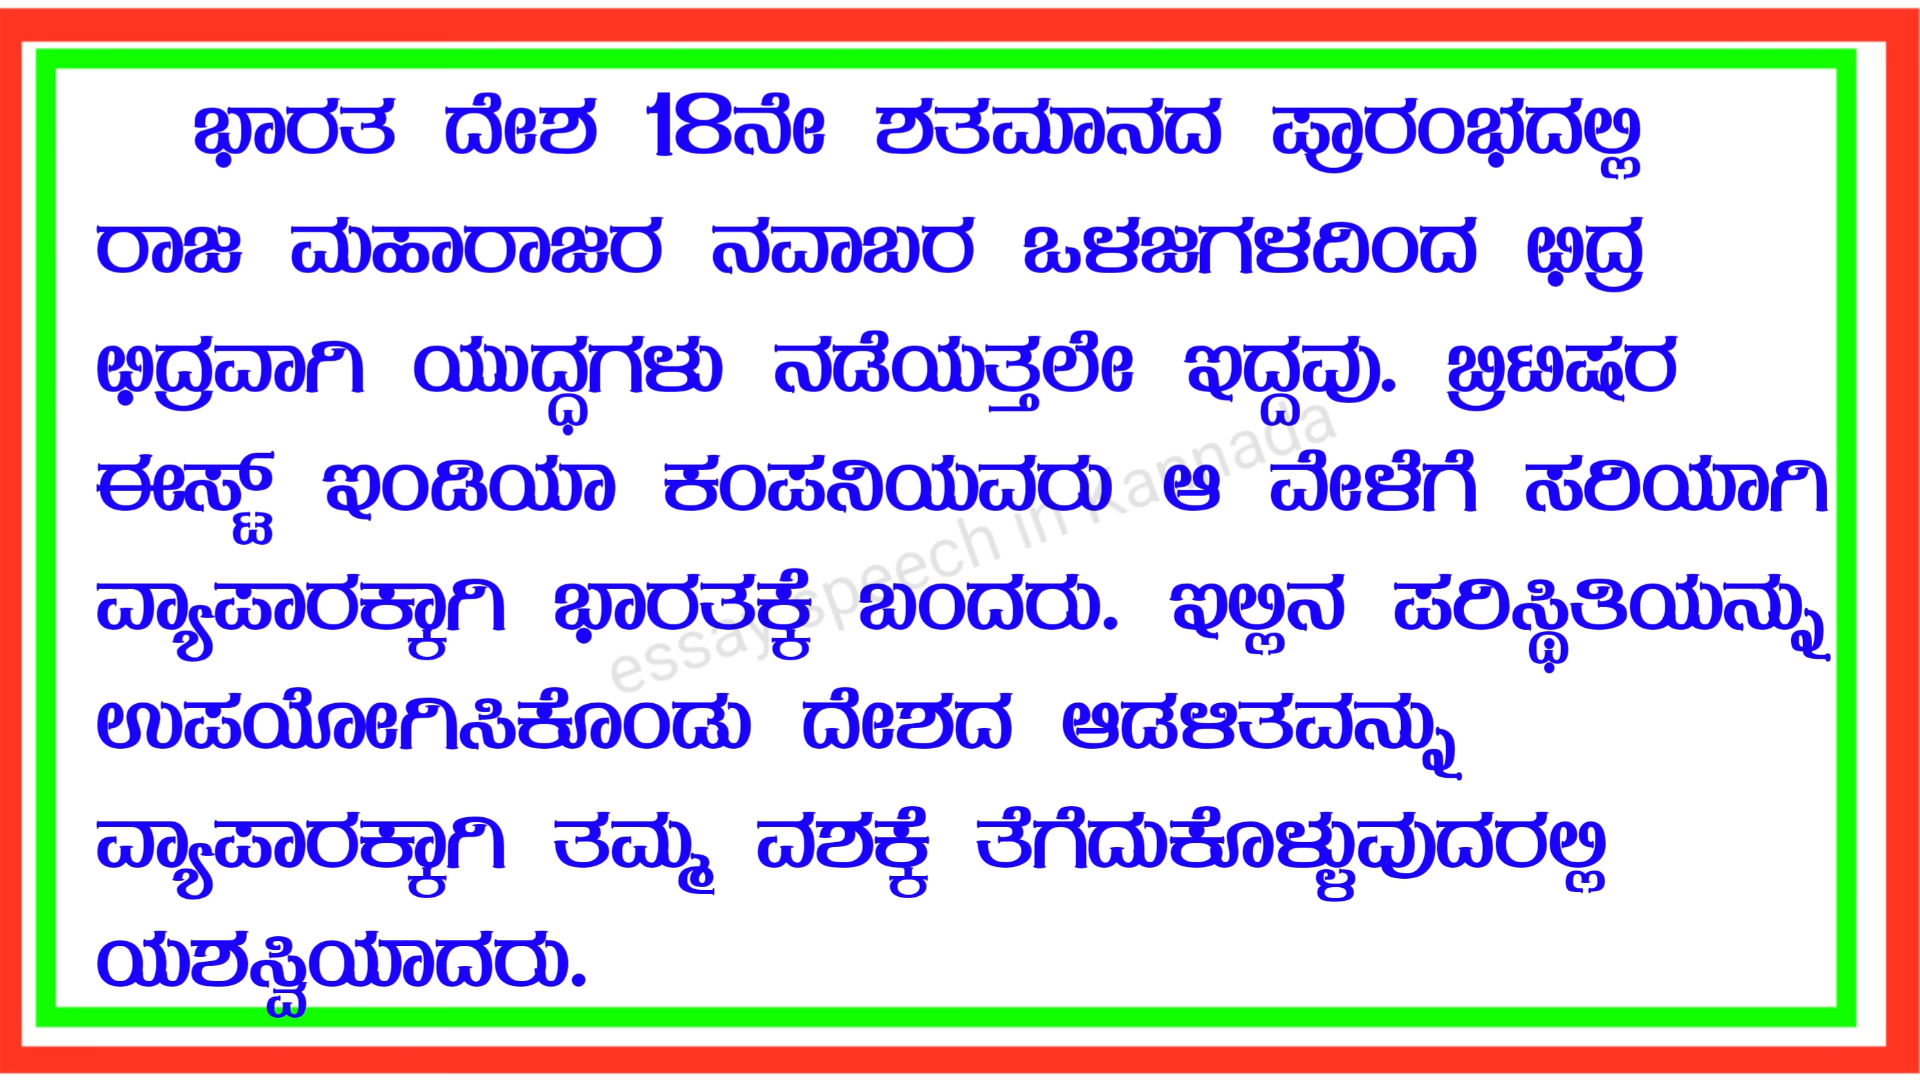 ಭಾರತ ದೇಶ 18ನೇ ಶತಮಾನದ ಪ್ರಾರಂಭದಲ್ಲಿ
ರಾಜ ಮಹಾರಾಜರ ನವಾಬರ ಒಳಜಗಳದಿಂದ ಛಿದ್ರ
ಛಿದ್ರವಾಗಿ ಯುದ್ಧಗಳು ನಡೆಯತ್ತಲೇ ಇದ್ದವು. ಬ್ರಿಟಿಷರ
ಈಸ್ಟ್ ಇಂಡಿಯಾ ಕಂಪನಿಯವರು ಆ ವೇಳೆಗೆ ಸರಿಯಾಗಿ
ವ್ಯಾಪಾರಕ್ಕಾಗಿ ಭಾರತಕ್ಕೆ ಬಂದರು. ಇಲ್ಲಿನ ಪರಿಸ್ಥಿತಿಯನ್ನು
ಉಪಯೋಗಿಸಿಕೊಂಡು ದೇಶದ ಆಡಳಿತವನ್ನು
ವ್ಯಾಪಾರಕ್ಕಾಗಿ ತಮ್ಮ ವಶಕ್ಕೆ ತೆಗೆದುಕೊಳ್ಳುವುದರಲ್ಲಿ
ಯಶಸ್ವಿಯಾದರು.
essay speech in Kannada